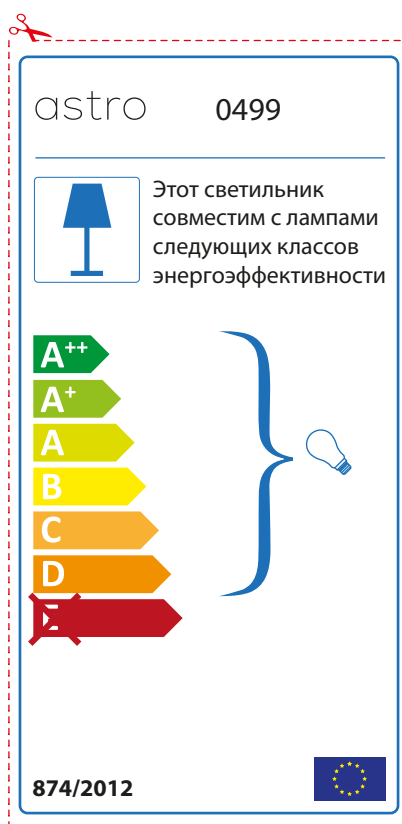 astro 0499
Этот светильник
совместим с лампами
следующих классов
энергоэффективности
A++
A+
A
B
C
D
E
874/2012